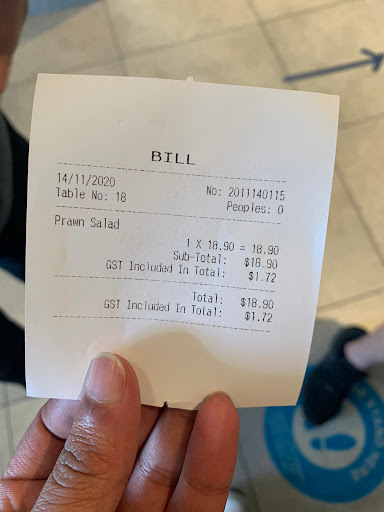 BILL
14/11/2020 No: 2011140115
Table No: 18 Peoples: 0
Prawn Salad
1 X 18.90 = 18.90
Sub-Total: $18.90
GST Included In Total: $1.72
Total: $18.90
GST Included In Total: $1.72